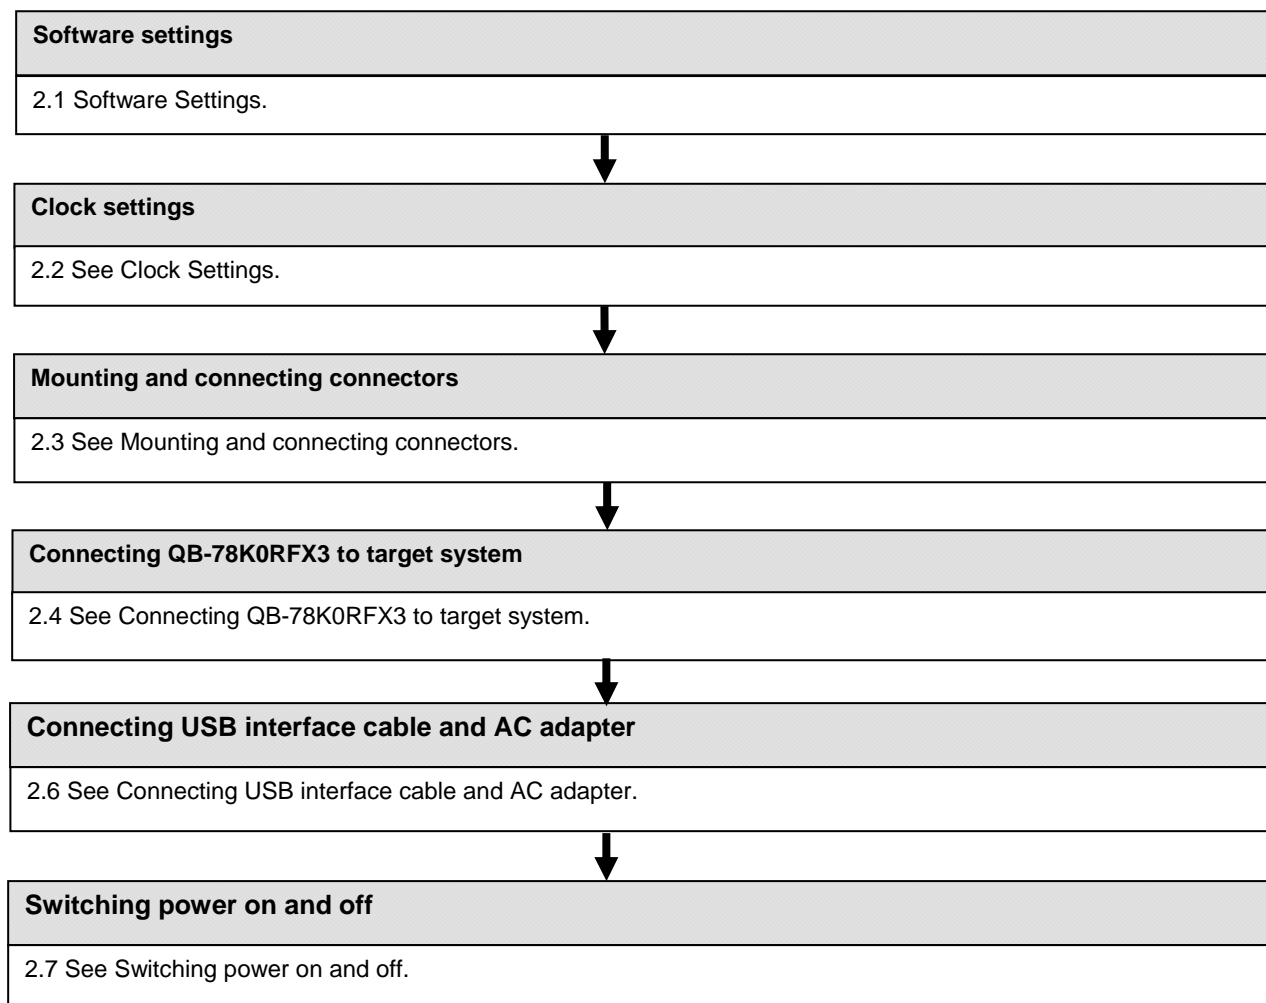 Software settings
2.1 Software Settings.
Clock settings
2.2 See Clock Settings.
Mounting and connecting connectors
2.3 See Mounting and connecting connectors.
Connecting QB-78K0RFX3 to target system
2.4 See Connecting QB-78K0RFX3 to target system.
Connecting USB interface cable and AC adapter
2.6 See Connecting USB interface cable and AC adapter.
Switching power on and off
2.7 See Switching power on and off.